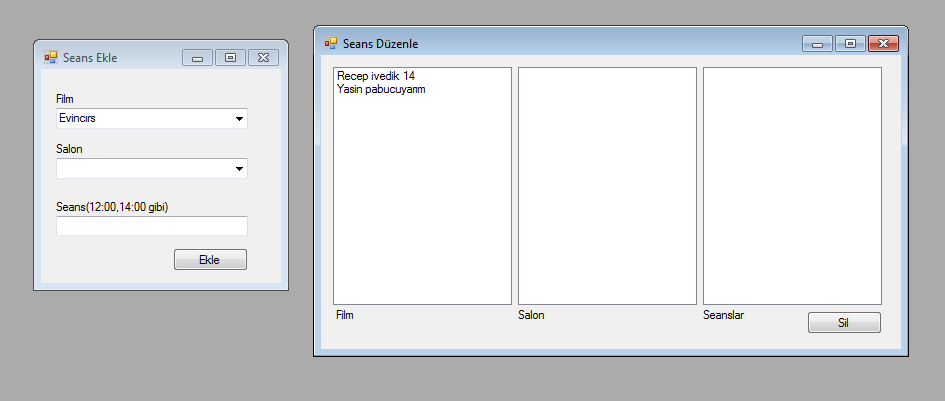 Seans Ekle
Film
Evincırs
Salon
Seans(12:00,14:00 gibi)
Ekle
Seans Düzenle
Recep ivedik 14
Yasin pabucuyarım
Film
Salon
Seanslar
Sil